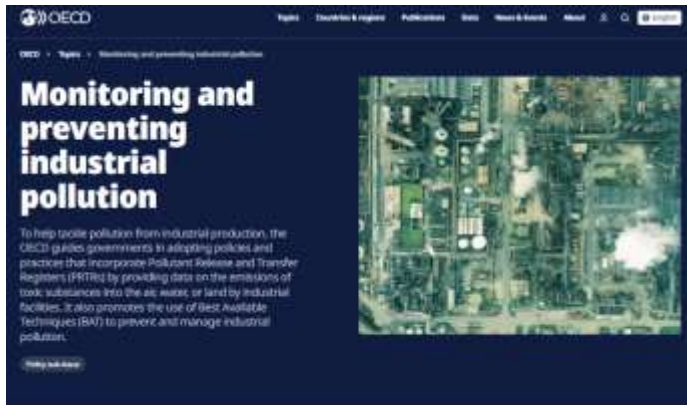 OECD
Topics Countries & regions Publications Data News & Events About English
OECD > Topics > Monitoring and preventing industrial pollution
Monitoring and
preventing
industrial
pollution
To help tackle pollution from industrial production, the
OECD guides governments in adopting policies and
practices that incorporate Pollutant Release and Transfer
Registers (PRTRs) by providing data on the emissions of
toxic substances into the air, water, or land by industrial
facilities. It also promotes the use of Best Available
Techniques (BAT) to prevent and manage industrial
pollution.
Policy sub-issue